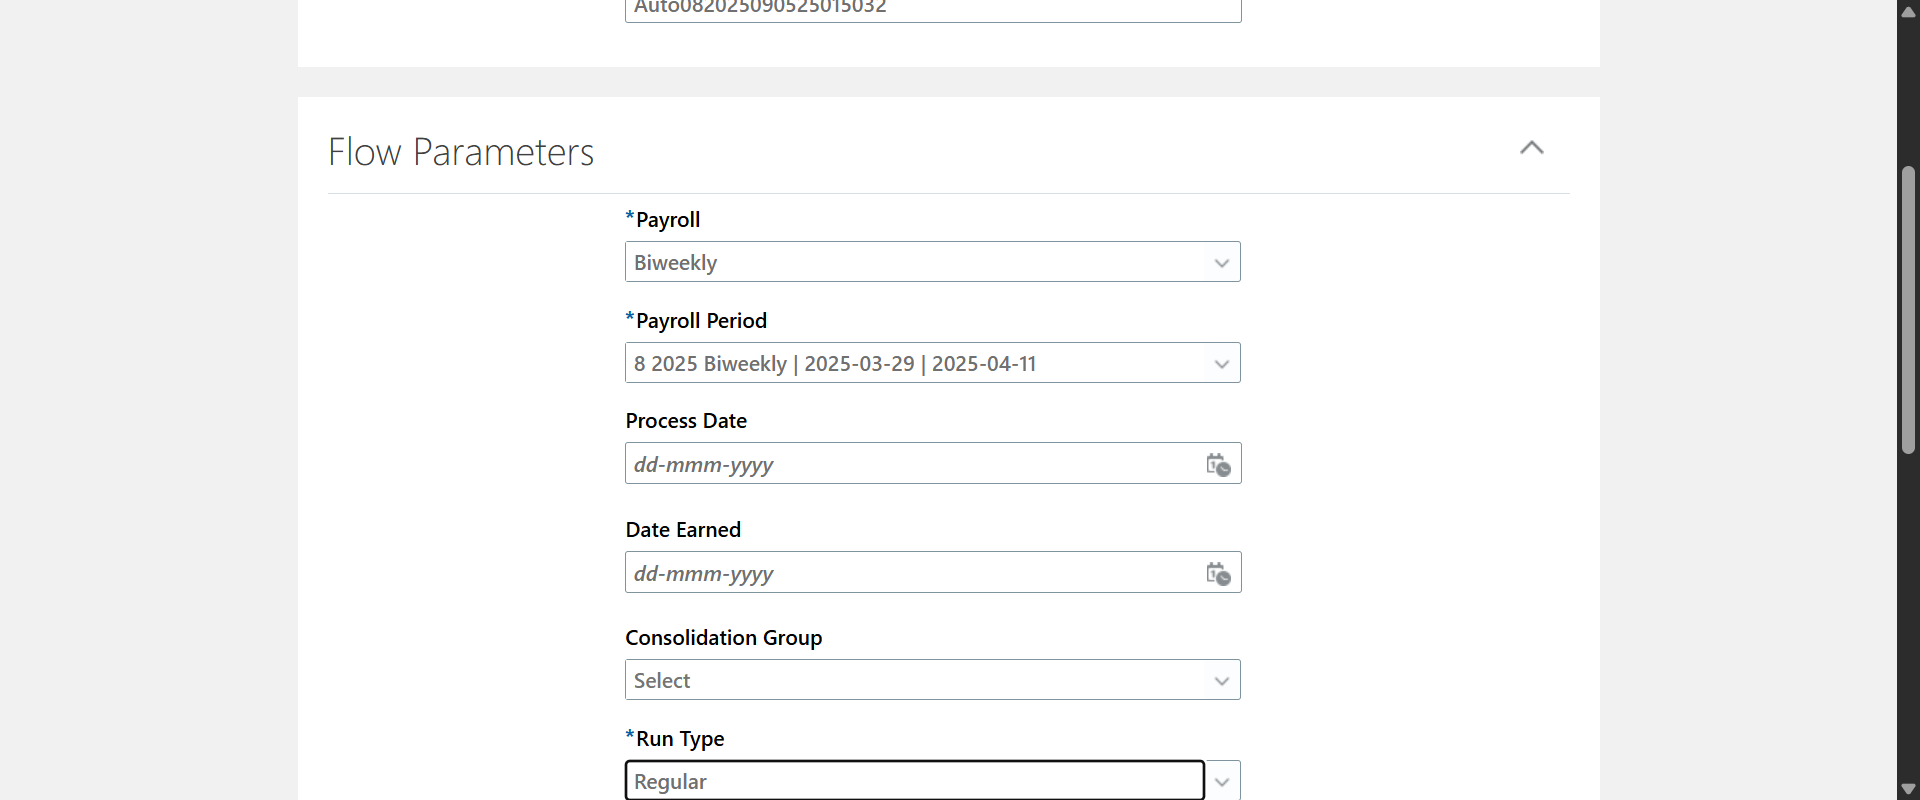 Auto082025090525015032
Flow Parameters
*Payroll
Biweekly
*Payroll Period
8 2025 Biweekly | 2025-03-29 | 2025-04-11
Process Date
dd-mmm-yyyy
Date Earned
dd-mmm-yyyy
Consolidation Group
Select
*Run Type
Regular